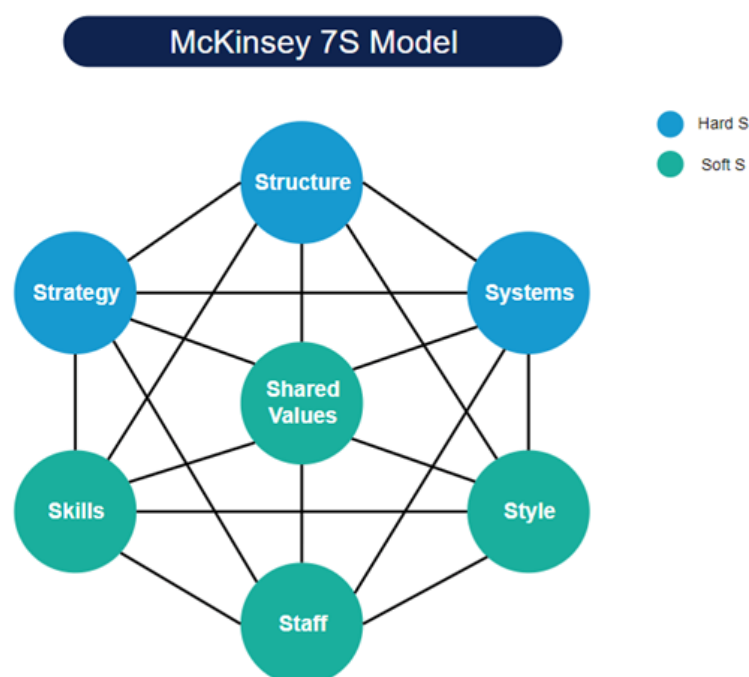 McKinsey 7S Model
Hard S
Soft S
Structure
Strategy
Systems
Shared
Values
Skills
Style
Staff